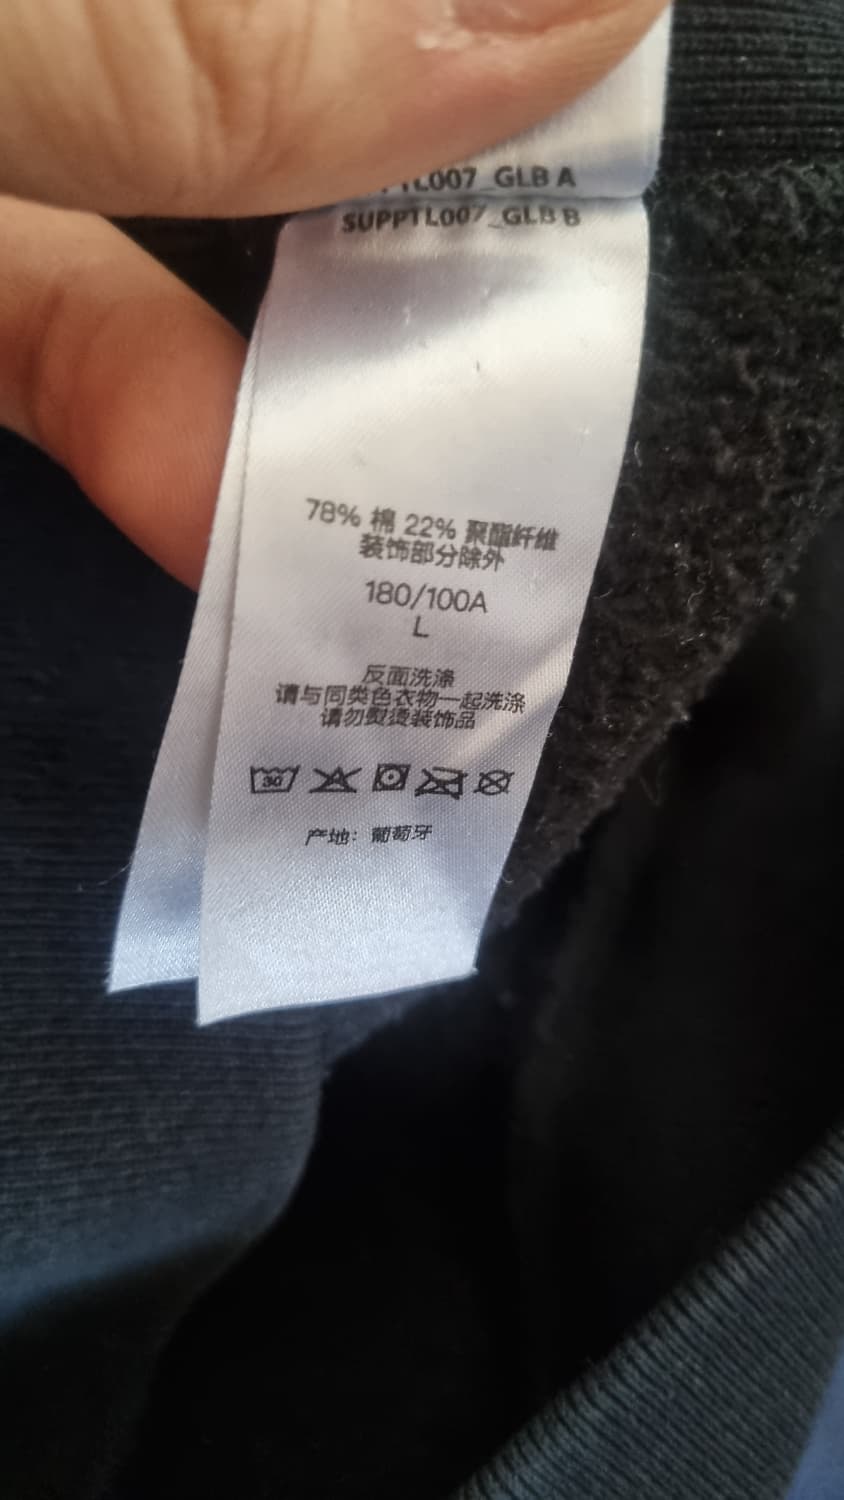 L007_GLB A
SUPPTL007_GLB B
78% 棉 22% 聚酯纤维
装饰部分除外
180/100A
L
反面洗涤
请与同类色衣物一起洗涤
请勿熨烫装饰品
30
产地：葡萄牙